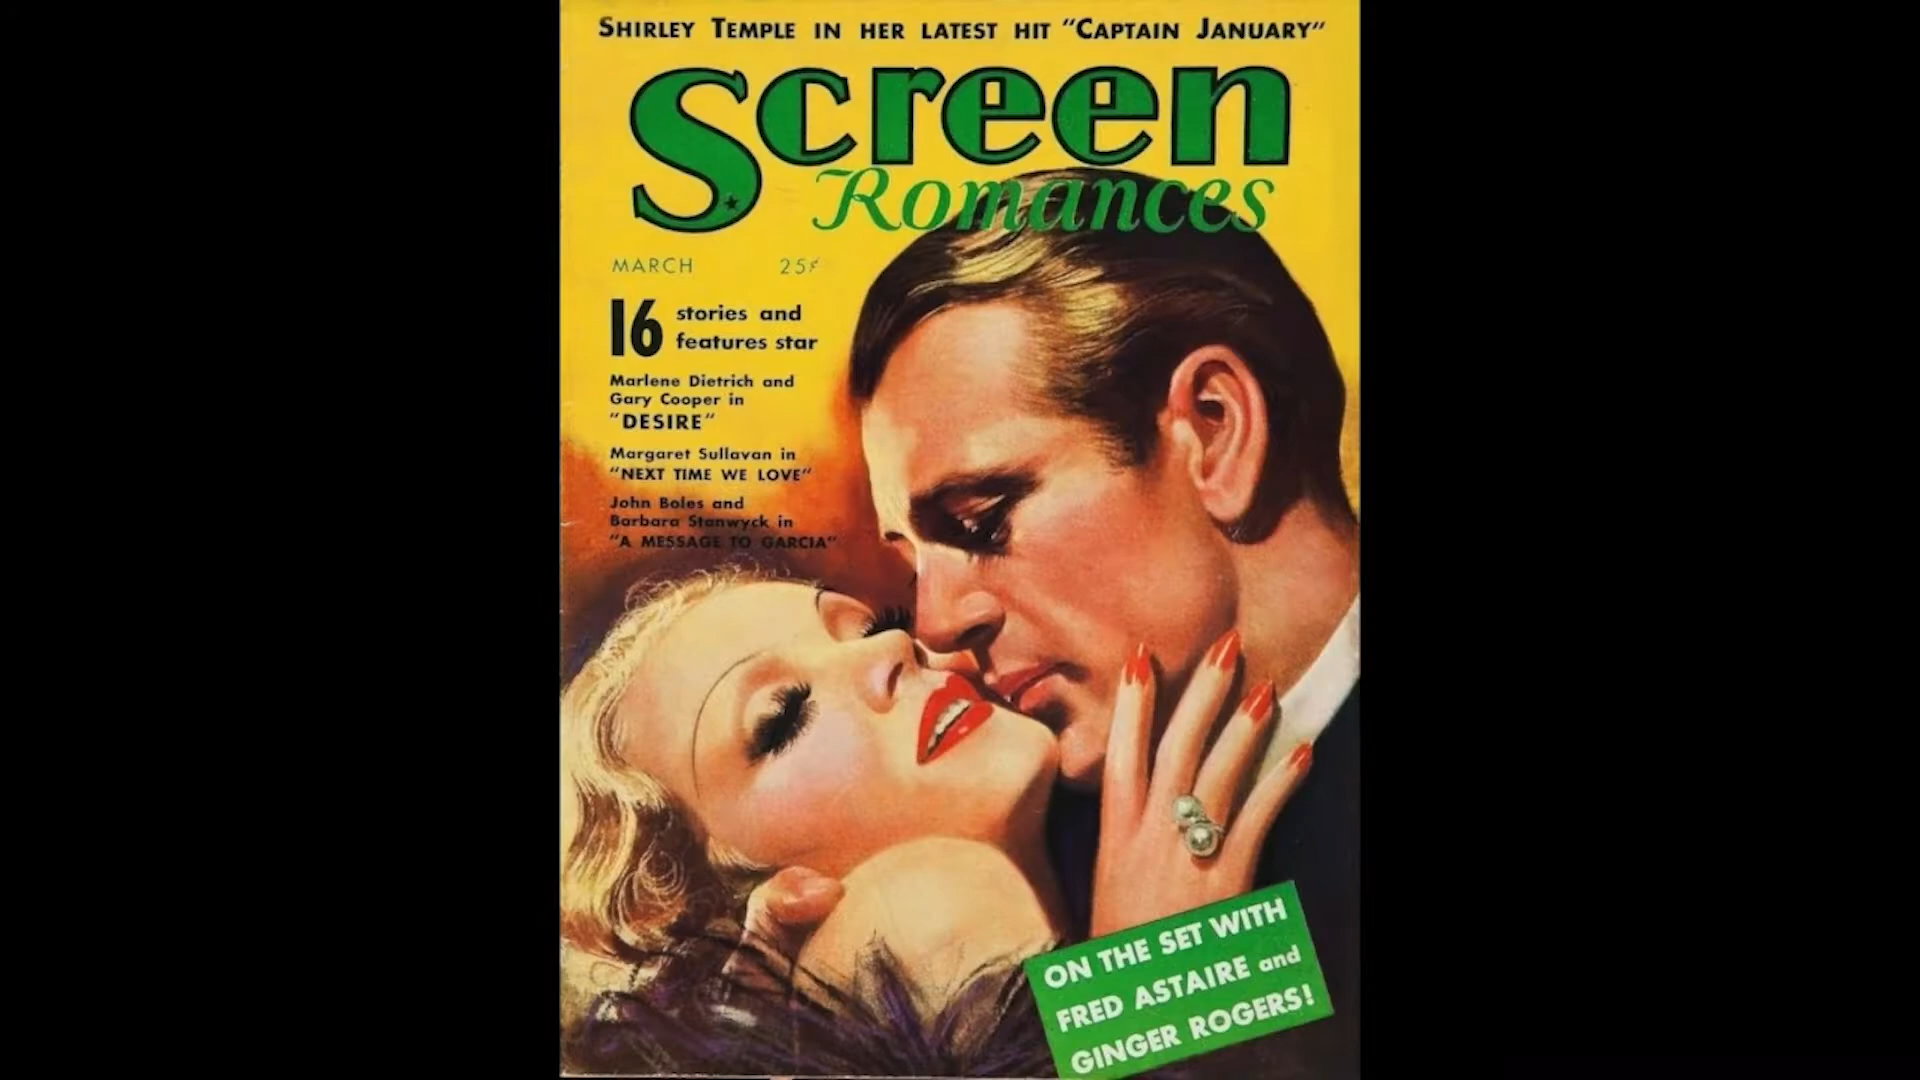 SHIRLEY TEMPLE IN HER LATEST HIT "CAPTAIN JANUARY"
Screen
Romances
MARCH 25¢
16 stories and
features star
Marlene Dietrich and
Gary Cooper in
"DESIRE"
Margaret Sullavan in
"NEXT TIME WE LOVE"
John Boles and
Barbara Stanwyck in
"A MESSAGE TO GARCIA"
ON THE SET WITH
FRED ASTAIRE and
GINGER ROGERS!